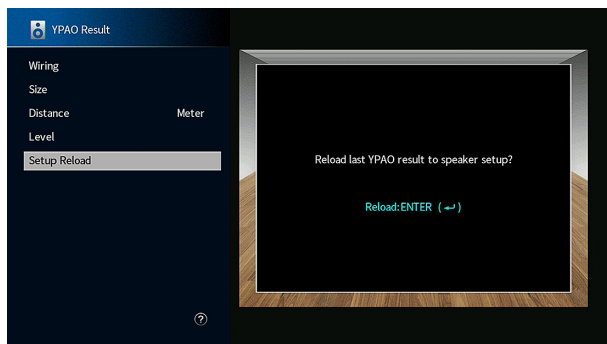 YPAO Result
Wiring
Size
Distance Meter
Level
Setup Reload
Reload last YPAO result to speaker setup?
Reload:ENTER (↵)
?